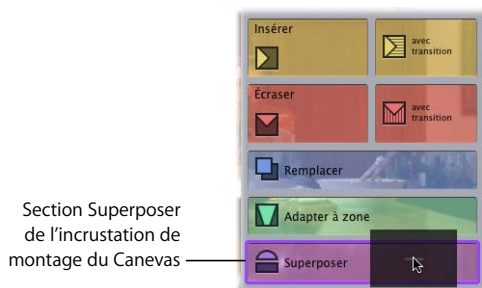 Insérer
avec
transition
Écraser
avec
transition
Remplacer
Adapter à zone
Superposer
Section Superposer
de l’incrustation de
montage du Canevas